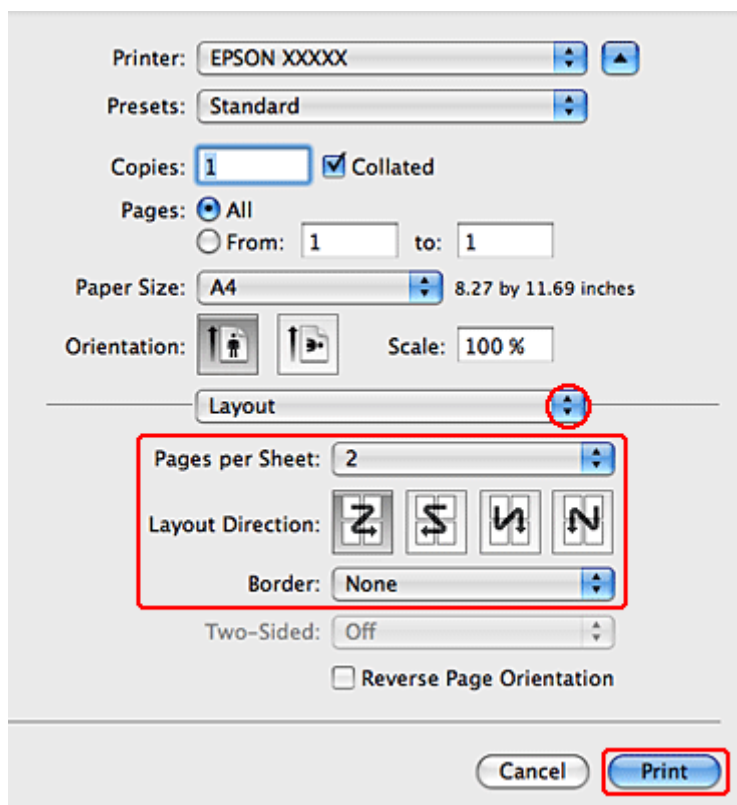 Printer: EPSON XXXXX
Presets: Standard
Copies: 1 Collated
Pages: All
From: 1 to: 1
Paper Size: A4 8.27 by 11.69 inches
Orientation: Scale: 100 %
Layout
Pages per Sheet: 2
Layout Direction:
Border: None
Two-Sided: Off
Reverse Page Orientation
Cancel Print